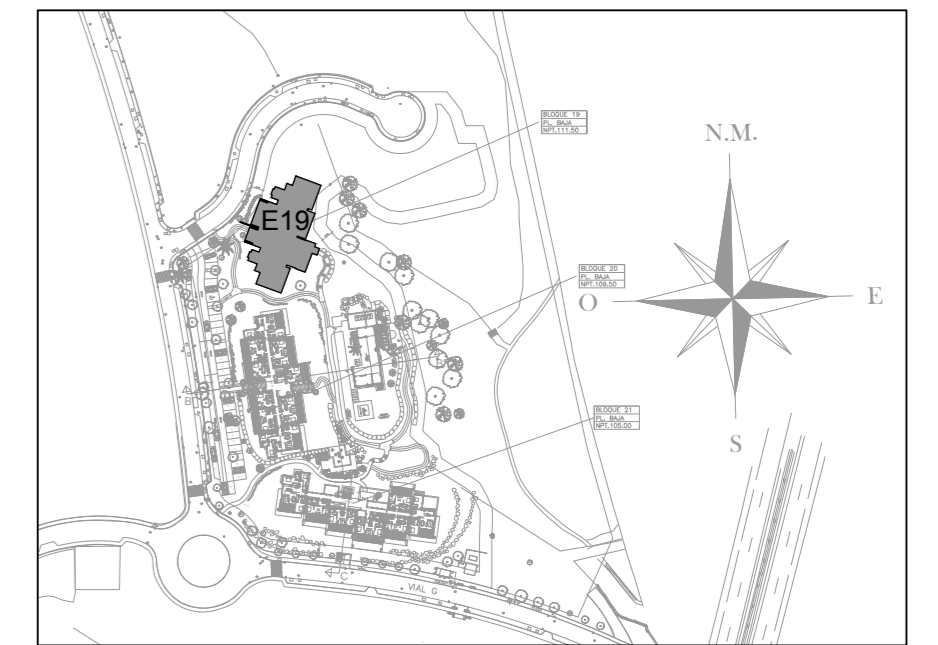 BLOQUE 19
PL. BAJA
NPT.111.50
N.M.
E19
BLOQUE 20
PL. BAJA
NPT.109.50
O
E
B
BLOQUE 21
PL. BAJA
NPT.105.00
S
C
VIAL G